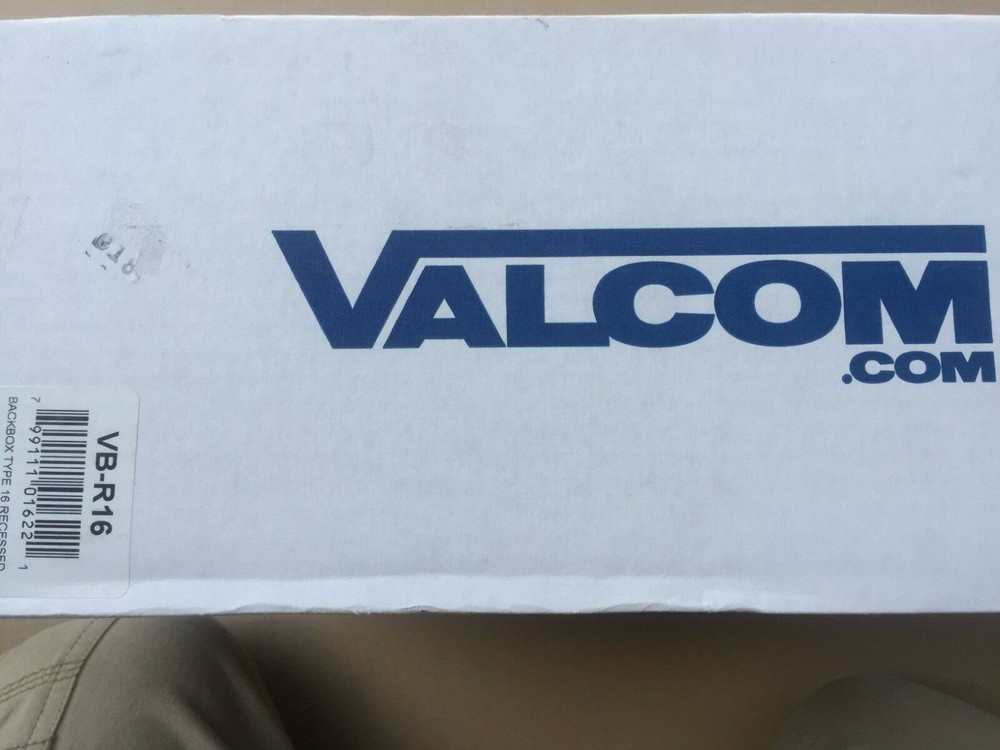 VALCOM
.COM
VB-R16
7 99111 01622 1
BACKBOX TYPE 16 RECESSED